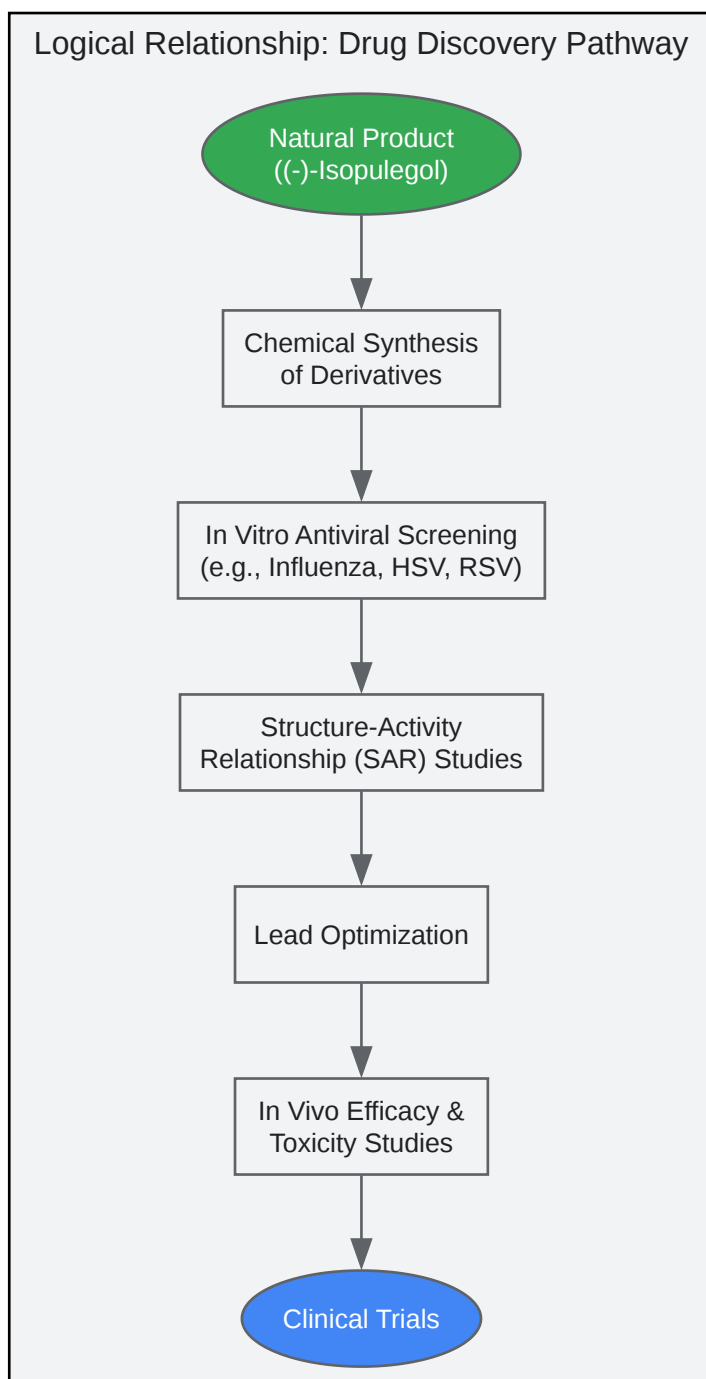 Logical Relationship: Drug Discovery Pathway
Natural Product
((-)-Isopulegol)
Chemical Synthesis
of Derivatives
In Vitro Antiviral Screening
(e.g., Influenza, HSV, RSV)
Structure-Activity
Relationship (SAR) Studies
Lead Optimization
In Vivo Efficacy &
Toxicity Studies
Clinical Trials